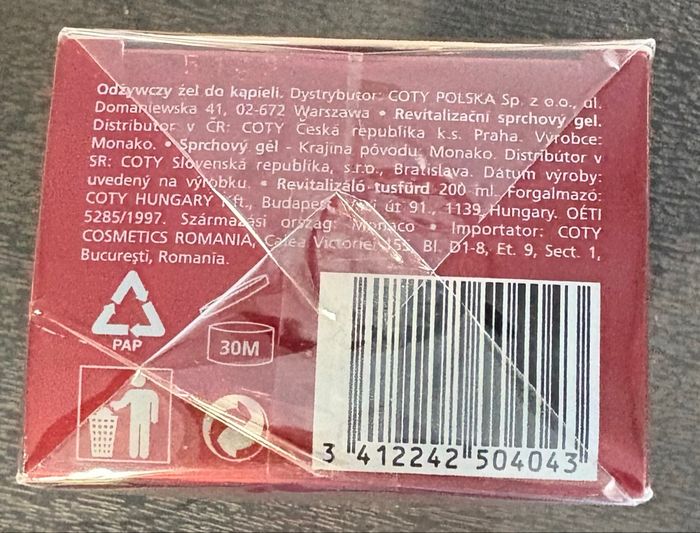 Odżywczy żel do kąpieli. Dystrybutor: COTY POLSKA Sp. z o.o., ul.
Domaniewska 41, 02-672 Warszawa • Revitalizační sprchový gel.
Distributor v ČR: COTY Česká republika k.s. Praha. Výrobce:
Monako. • Sprchový gél - Krajina pôvodu: Monako. Distribútor v
SR: COTY Slovenská republika, s.r.o., Bratislava. Dátum výroby:
uvedený na výrobku. • Revitalizáló tusfürd 200 ml. Forgalmazó:
COTY HUNGARY Kft., Budapest, Váci út 91., 1139 Hungary. OÉTI
5285/1997. Származási ország: Monaco • Importator: COTY
COSMETICS ROMANIA, Calea Victoriei 155, Bl. D1-8, Et. 9, Sect. 1,
Bucureşti, Romania.
PAP
30M
3 412242 504043